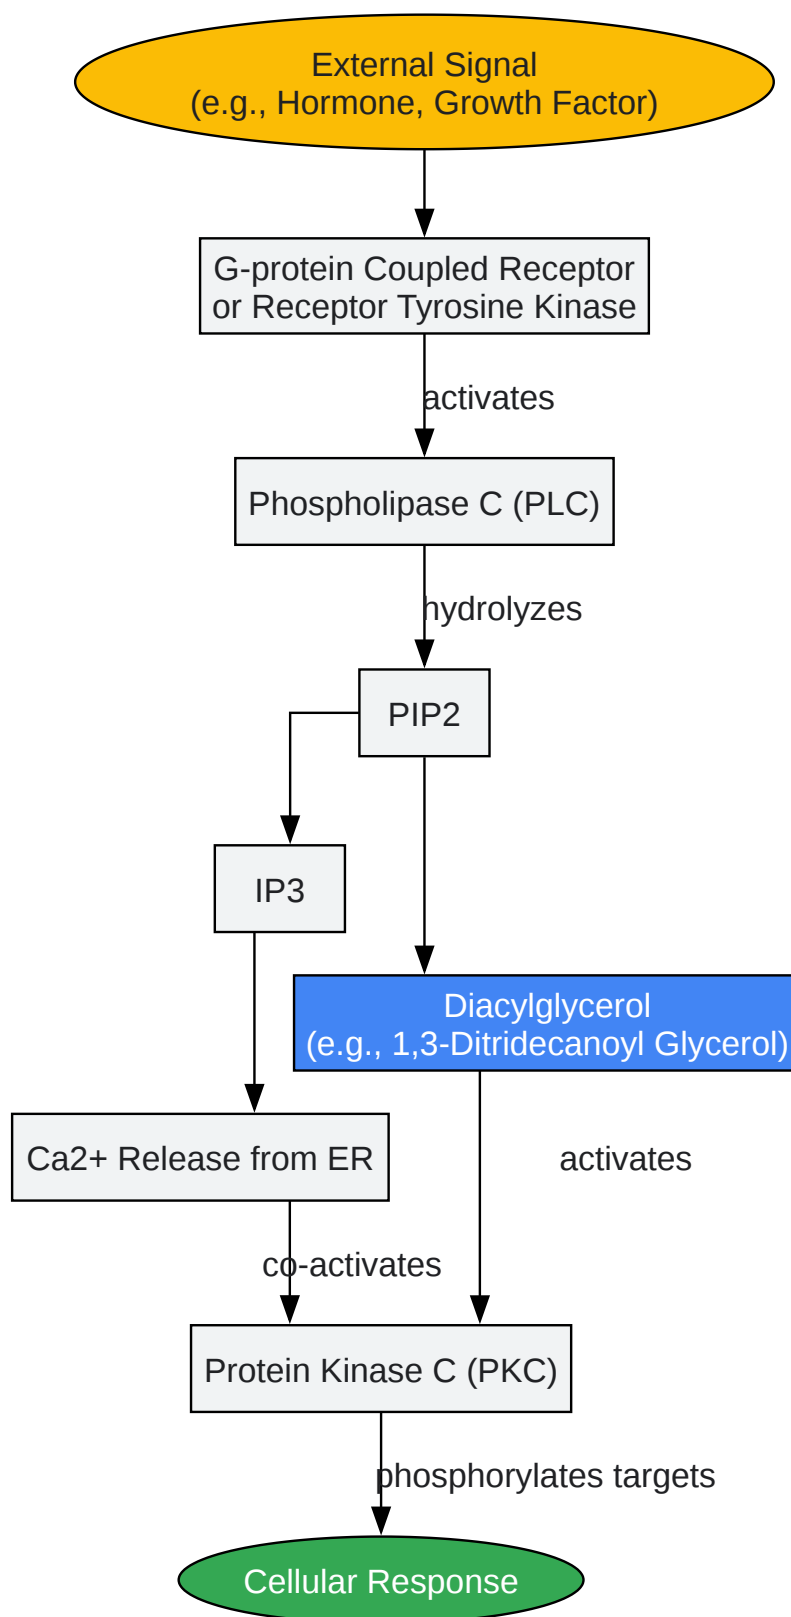 External Signal
(e.g., Hormone, Growth Factor)
G-protein Coupled Receptor
or Receptor Tyrosine Kinase
activates
Phospholipase C (PLC)
hydrolyzes
PIP2
IP3
Diacylglycerol
(e.g., 1,3-Ditridecanoyl Glycerol)
Ca2+ Release from ER
activates
co-activates
Protein Kinase C (PKC)
phosphorylates targets
Cellular Response